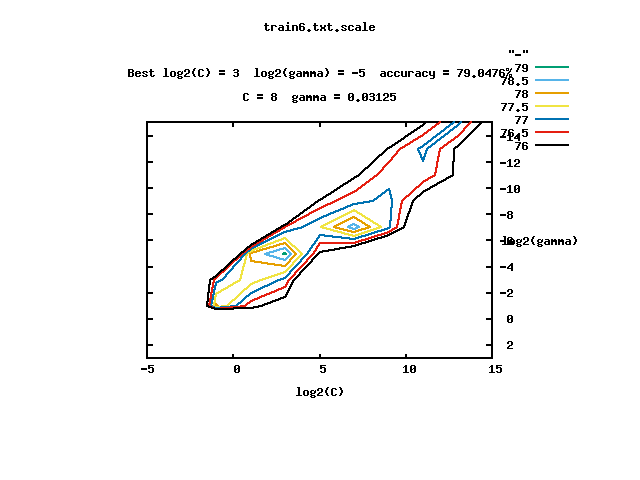 train6.txt.scale
"-"
Best log2(C) = 3  log2(gamma) = -5  accuracy = 79.0476%
C = 8  gamma = 0.03125
79
78.5
78
77.5
77
76.5
76
-14
-12
-10
-8
-6
log2(gamma)
-4
-2
0
2
-5 0 5 10 15
log2(C)